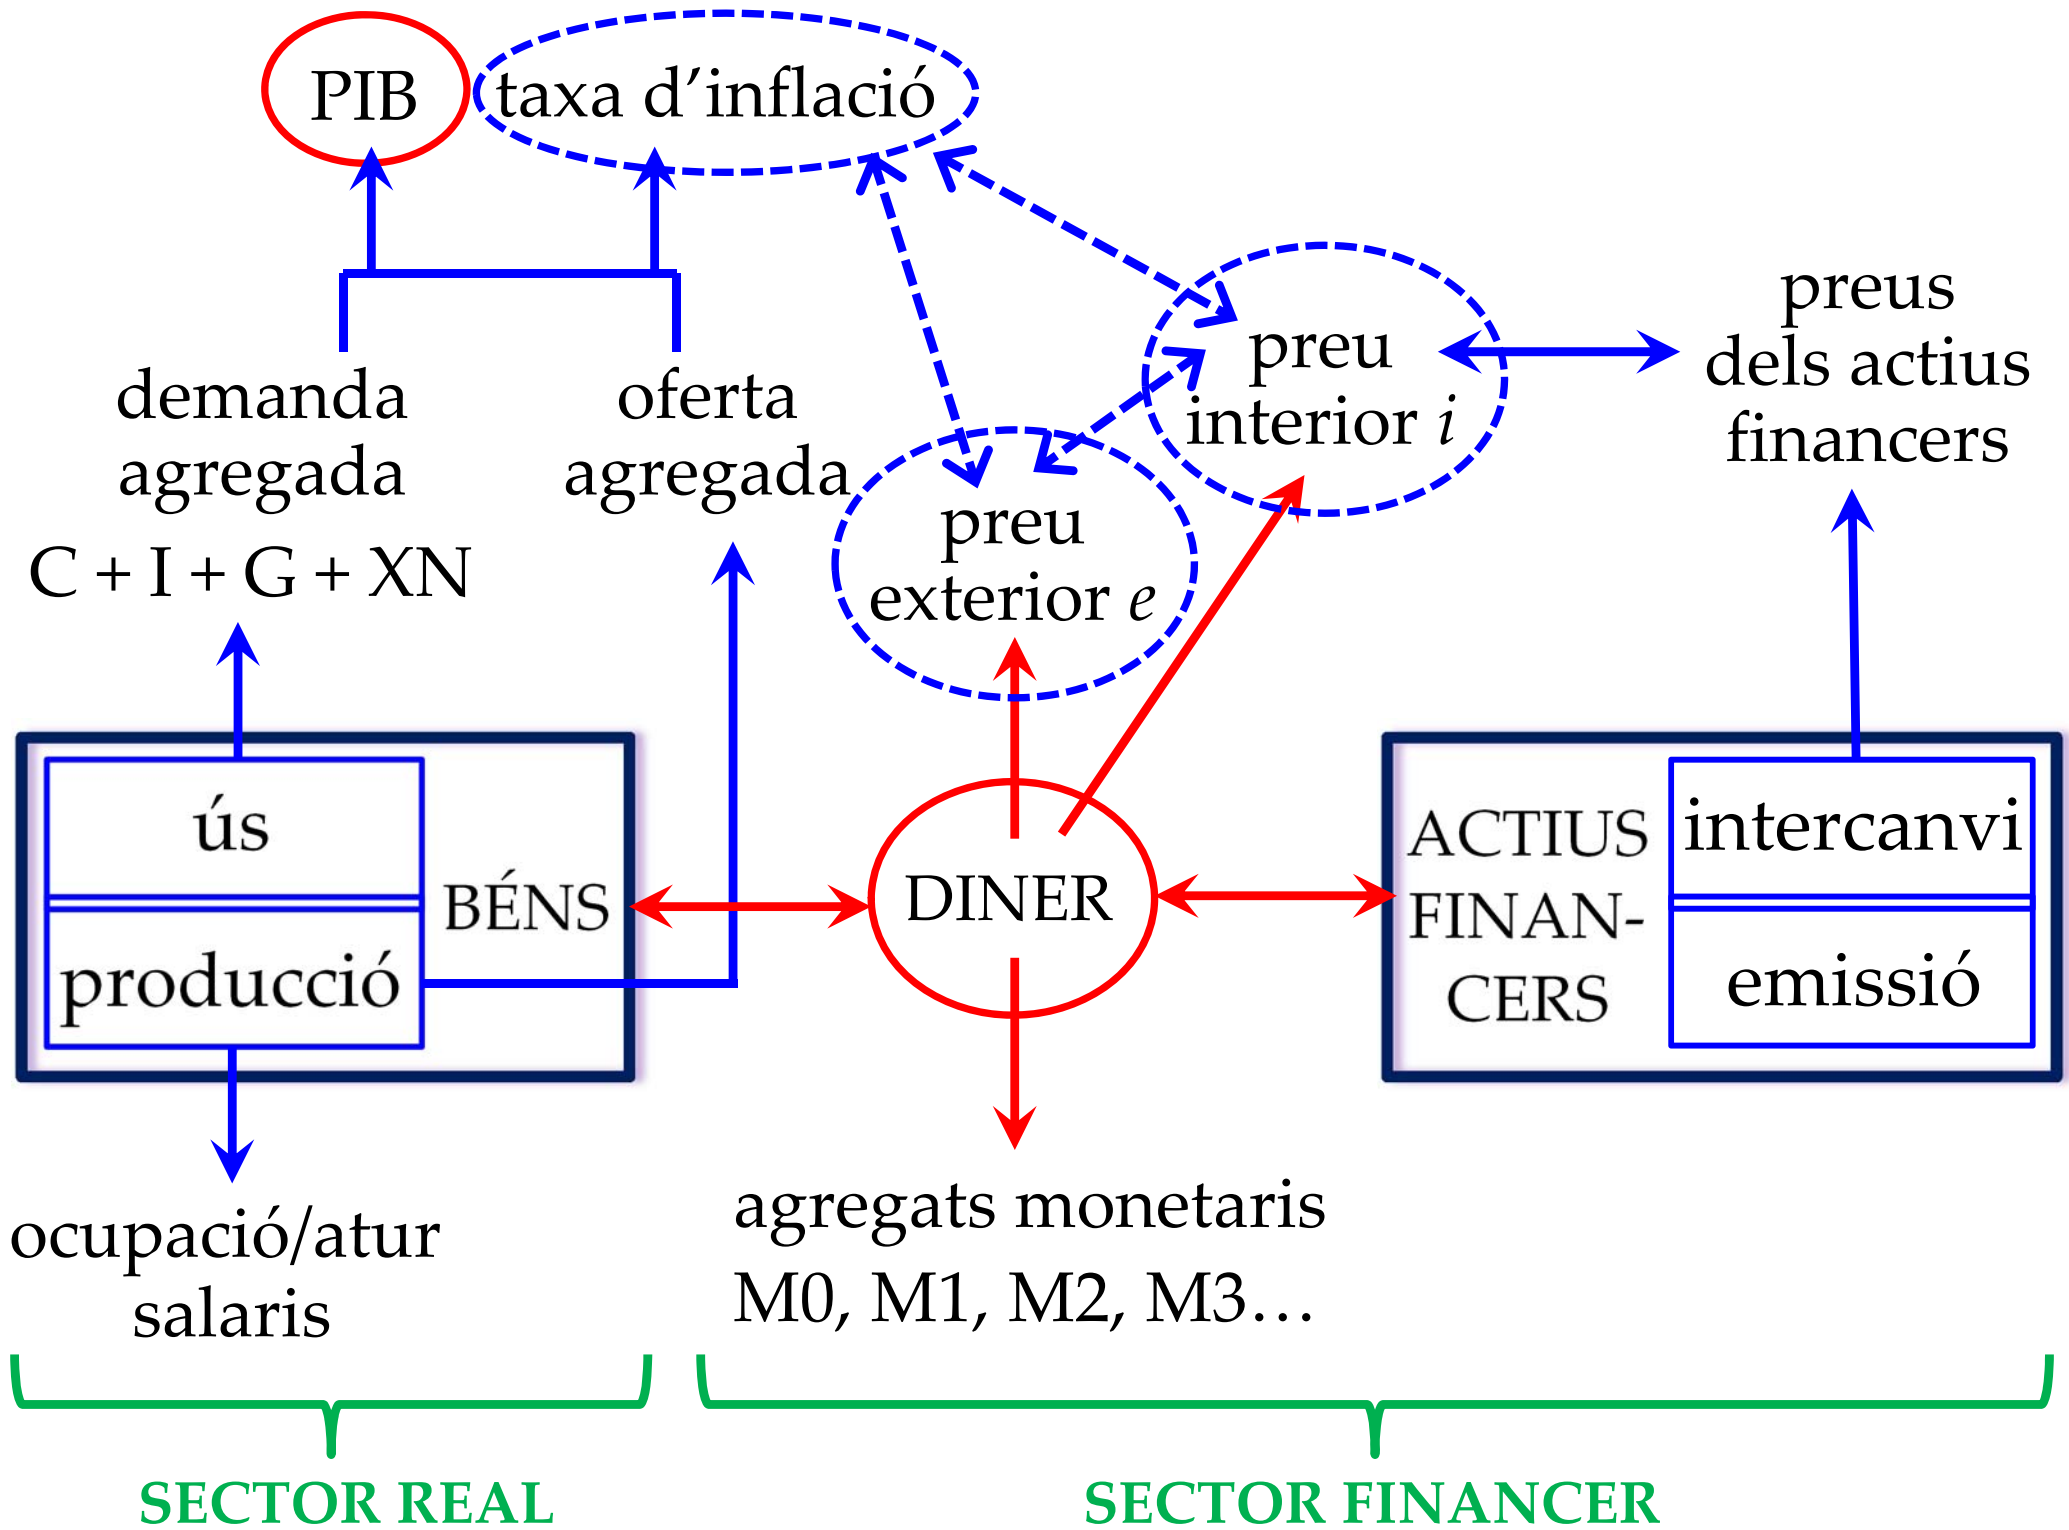 PIB
taxa d’inflació
demanda
agregada
C + I + G + XN
oferta
agregada
preu
exterior e
preu
interior i
preus
dels actius
financers
ús
producció
BÉNS
DINER
ACTIUS
FINAN-
CERS
intercanvi
emissió
ocupació/atur
salaris
agregats monetaris
M0, M1, M2, M3…
SECTOR REAL
SECTOR FINANCER